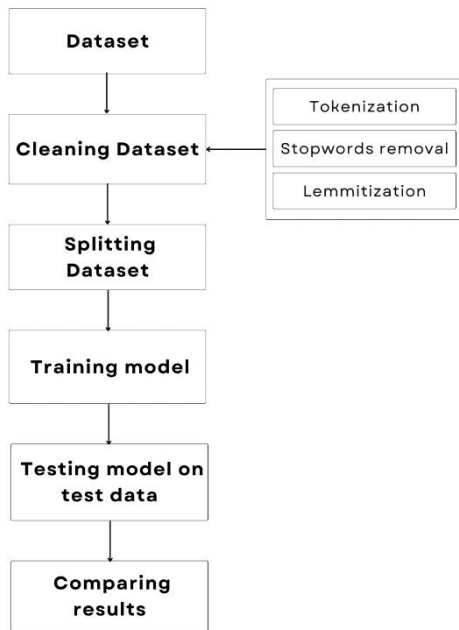 Dataset
Cleaning Dataset
Tokenization
Stopwords removal
Lemmitization
Splitting
Dataset
Training model
Testing model on
test data
Comparing
results